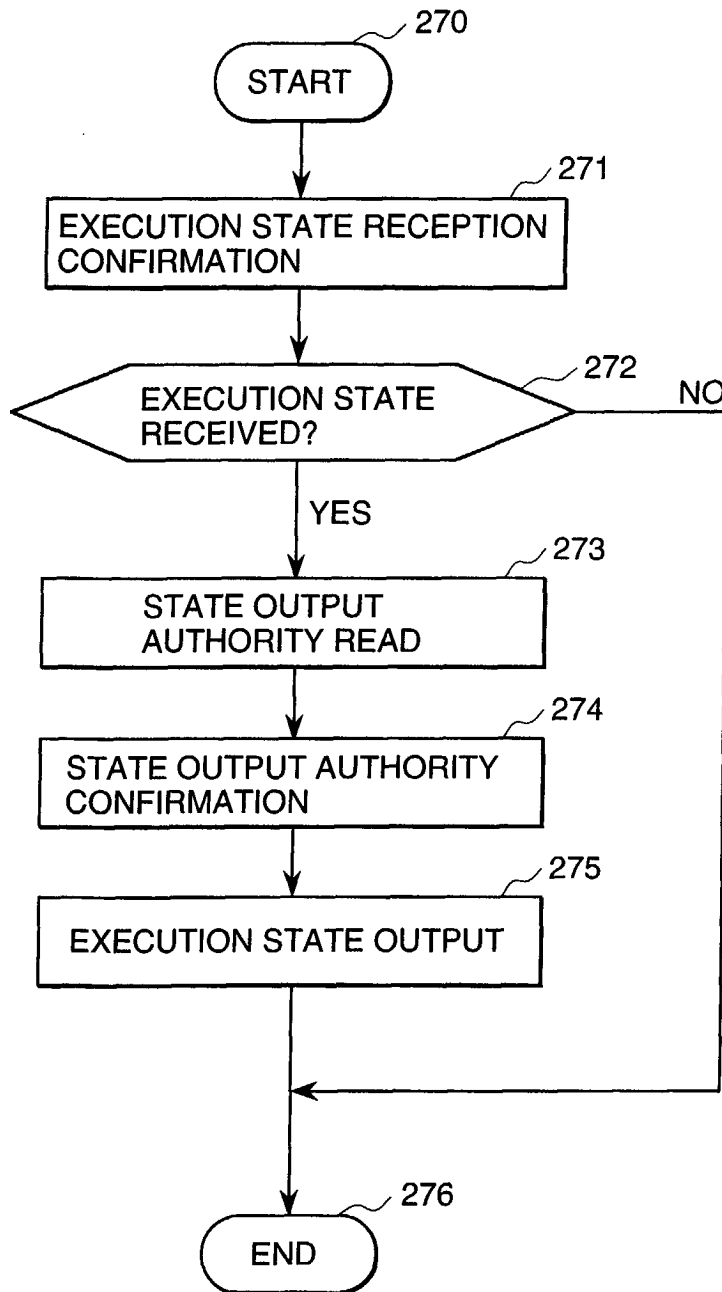 270
START
271
EXECUTION STATE RECEPTION
CONFIRMATION
272
EXECUTION STATE
RECEIVED?
NO
YES
273
STATE OUTPUT
AUTHORITY READ
274
STATE OUTPUT AUTHORITY
CONFIRMATION
275
EXECUTION STATE OUTPUT
276
END